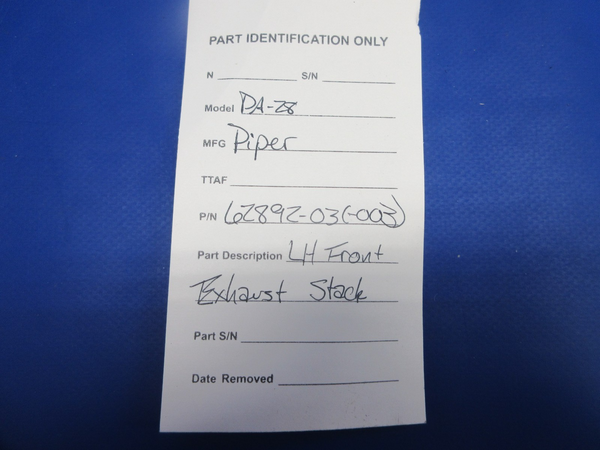 PART IDENTIFICATION ONLY
N S/N
Model PA-28
MFG Piper
TTAF
P/N 62892-03(-003)
Part Description LH Front
Exhaust Stack
Part S/N
Date Removed